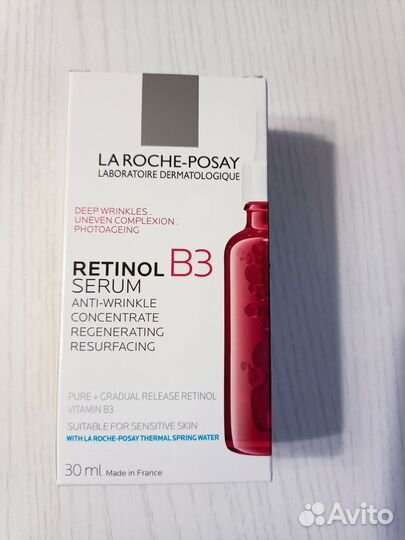 LA ROCHE-POSAY
LABORATOIRE DERMATOLOGIQUE
DEEP WRINKLES .
UNEVEN COMPLEXION .
PHOTOAGEING
RETINOL B3
SERUM
ANTI-WRINKLE
CONCENTRATE
REGENERATING
RESURFACING
PURE + GRADUAL RELEASE RETINOL
VITAMIN B3
SUITABLE FOR SENSITIVE SKIN
WITH LA ROCHE-POSAY THERMAL SPRING WATER
30 ml Made in France
Avito